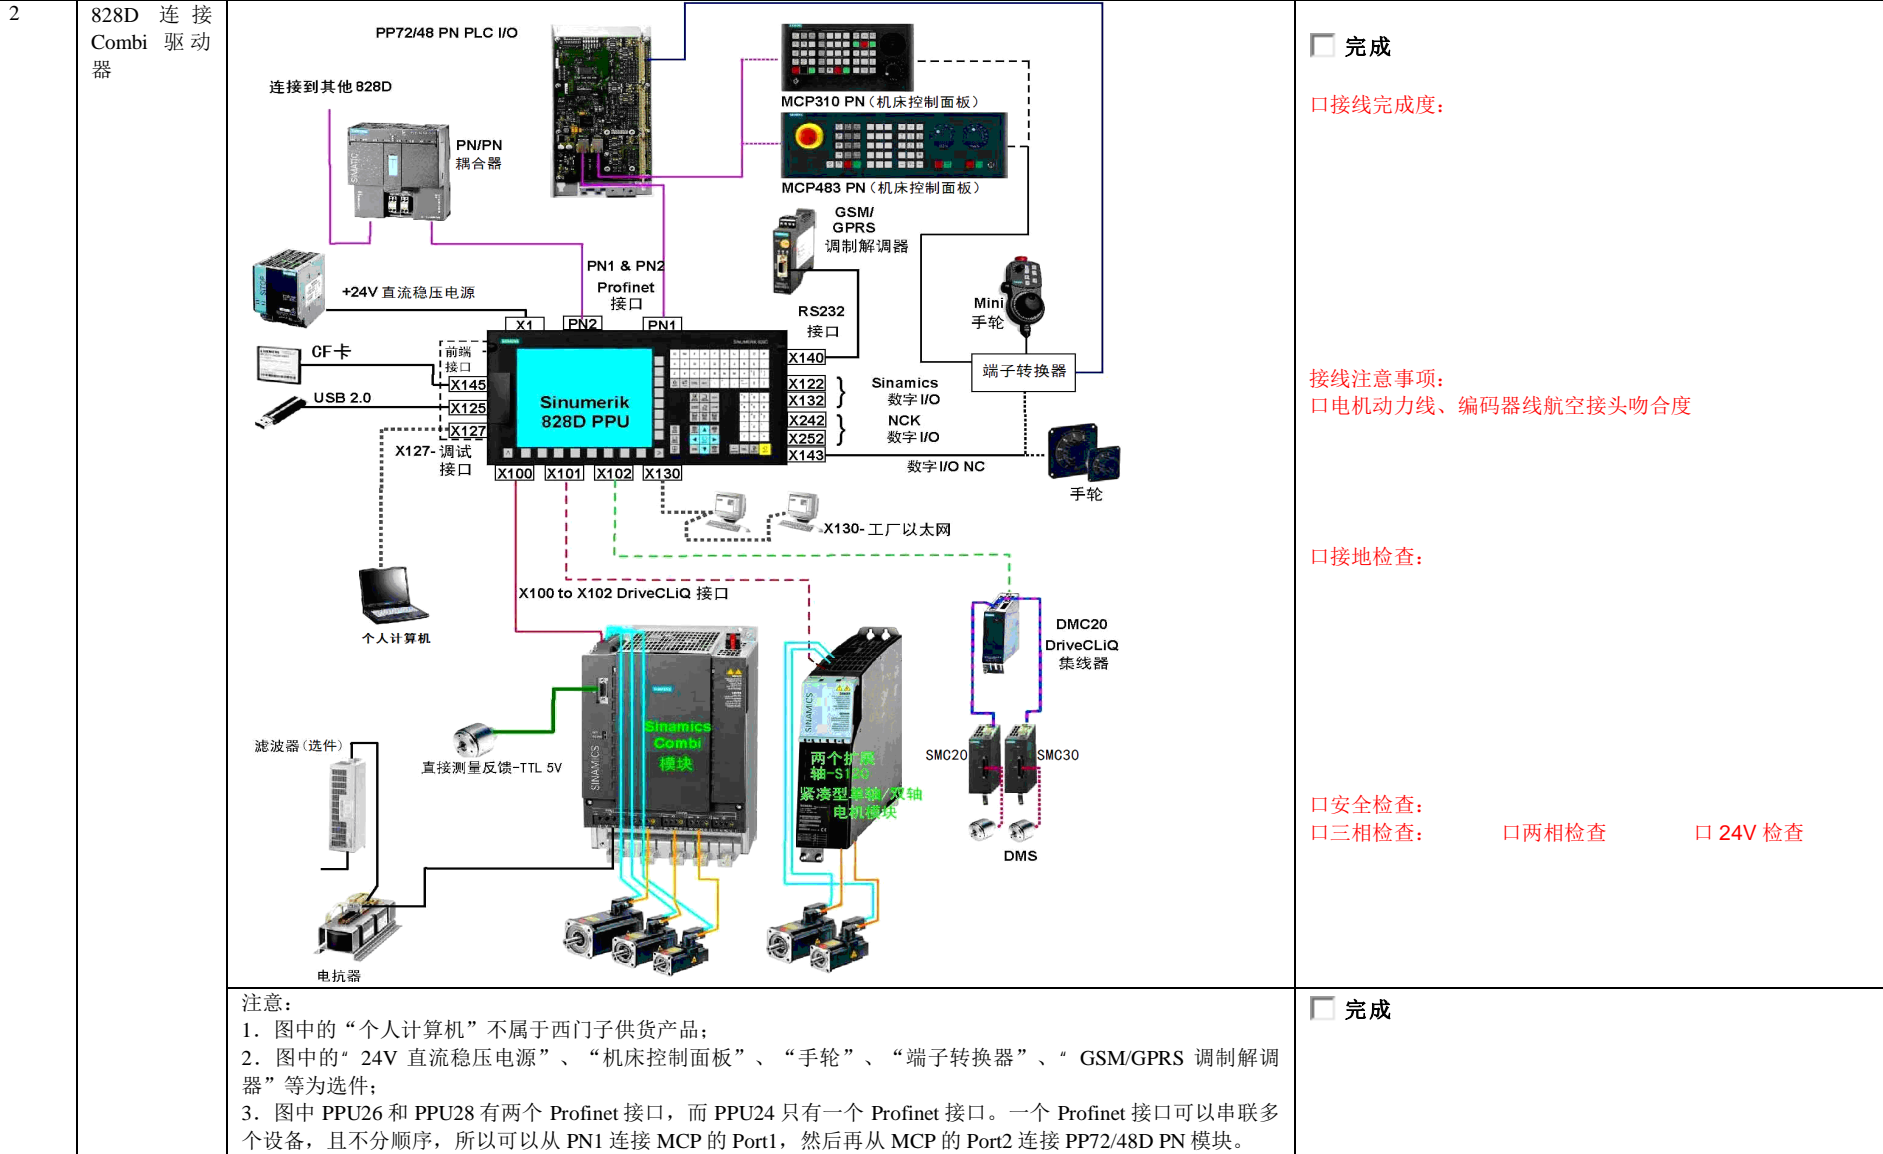 2
828D 连接
Combi 驱动
器
PP72/48 PN PLC I/O
连接到其他 828D
PN/PN
耦合器
MCP310 PN（机床控制面板）
MCP483 PN（机床控制面板）
GSM/
GPRS
调制解调器
PN1 & PN2
Profinet
接口
+24V 直流稳压电源
RS232
接口
Mini
手轮
X1
PN2
PN1
CF卡
前端
接口
X140
端子转换器
X145
X122
Sinamics
USB 2.0
X132
数字 I/O
X125
Sinumerik
828D PPU
X242
NCK
X127
X252
数字 I/O
X127- 调试
接口
X143
数字 I/O NC
X100
X101
X102
X130
手轮
X130- 工厂以太网
X100 to X102 DriveCLiQ 接口
个人计算机
DMC20
DriveCLiQ
集线器
SINAMICS
Sinamics
Combi
模块
SINAMICS
滤波器（选件）
直接测量反馈-TTL 5V
两个扩展
轴-S120
紧凑型单轴/双轴
电机模块
SMC20
SMC30
DMS
电抗器
完成
口接线完成度：
接线注意事项：
口电机动力线、编码器线航空接头吻合度
口接地检查：
口安全检查：
口三相检查： 口两相检查 口 24V 检查
注意：
1．图中的“个人计算机”不属于西门子供货产品；
2．图中的“ 24V 直流稳压电源”、“机床控制面板”、“手轮”、“端子转换器”、“ GSM/GPRS 调制解调
器”等为选件；
3．图中 PPU26 和 PPU28 有两个 Profinet 接口，而 PPU24 只有一个 Profinet 接口。一个 Profinet 接口可以串联多
个设备，且不分顺序，所以可以从 PN1 连接 MCP 的 Port1，然后再从 MCP 的 Port2 连接 PP72/48D PN 模块。
完成